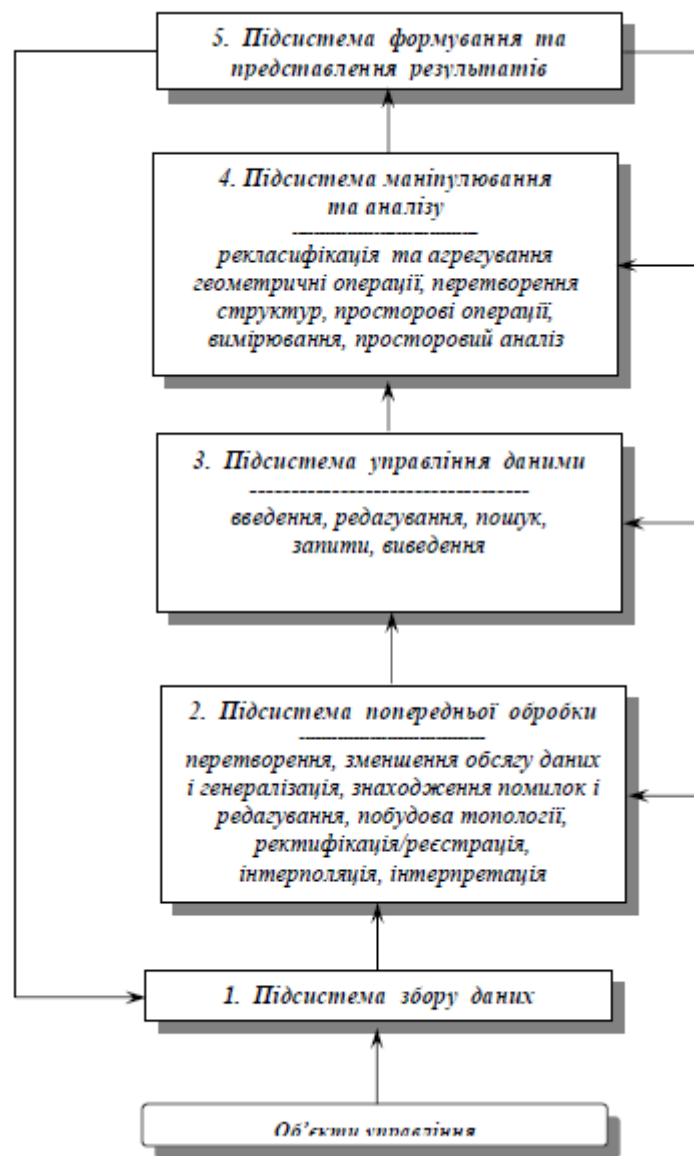 5. Підсистема формування та
представлення результатів
4. Підсистема маніпулювання
та аналізу
--------------------------------
рекласифікація та агрегування
геометричні операції, перетворення
структур, просторові операції,
вимірювання, просторовий аналіз
3. Підсистема управління даними
----------------------------------
введення, редагування, пошук,
запити, виведення
2. Підсистема попередньої обробки
--------------------------------
перетворення, зменшення обсягу даних
і генералізація, знаходження помилок і
редагування, побудова топології,
ректифікація/реєстрація,
інтерполяція, інтерпретація
1. Підсистема збору даних
Об’єкти управління